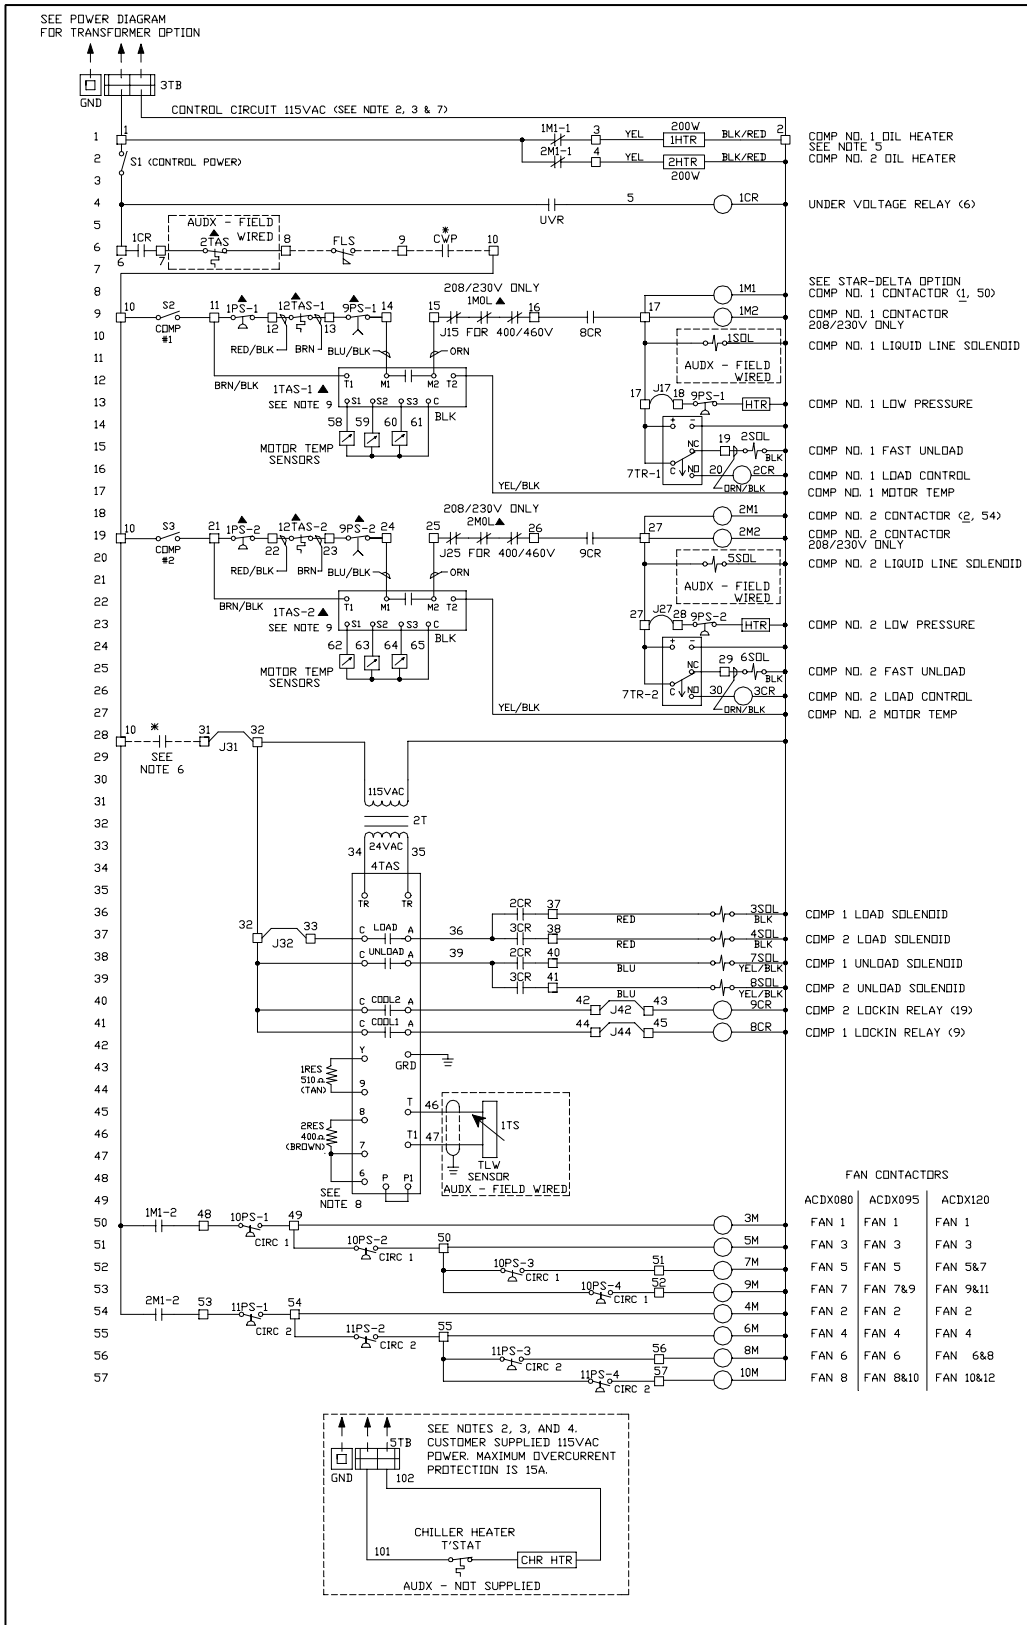 SEE POWER DIAGRAM
FOR TRANSFORMER OPTION
3TB
GND
CONTROL CIRCUIT 115VAC (SEE NOTE 2, 3 & 7)
1 1 1M1-1 3 YEL 200W 1HTR BLK/RED 2 COMP NO. 1 OIL HEATER
SEE NOTE 5
2 S1 (CONTROL POWER) 2M1-1 4 YEL 2HTR BLK/RED COMP NO. 2 OIL HEATER
200W
3
4 UVR 5 1CR UNDER VOLTAGE RELAY (6)
5 AUDX - FIELD
WIRED
6 6 1CR 7 2TAS 8 FLS 9 * CWP 10
7
8 1M1 SEE STAR-DELTA OPTION
COMP NO. 1 CONTACTOR (1, 50)
208/230V ONLY
9 10 S2 11 1PS-1 12 12TAS-1 13 9PS-1 14 15 1MOL 16 8CR 17 1M2 COMP NO. 1 CONTACTOR
208/230V ONLY
COMP
#1
J15 FOR 400/460V
10 RED/BLK BRN BLU/BLK ORN 1SOL COMP NO. 1 LIQUID LINE SOLENOID
11 AUDX - FIELD
WIRED
12 BRN/BLK 1TAS-1 T1 M1 M2 T2
13 SEE NOTE 9 S1 S2 S3 C BLK 17 J17 18 9PS-1 HTR COMP NO. 1 LOW PRESSURE
14 58 59 60 61 + -
15 MOTOR TEMP
SENSORS
NC 19 2SOL BLK COMP NO. 1 FAST UNLOAD
16 7TR-1 C NO 20 2CR COMP NO. 1 LOAD CONTROL
17 YEL/BLK ORN/BLK COMP NO. 1 MOTOR TEMP
18 2M1 COMP NO. 2 CONTACTOR (2, 54)
208/230V ONLY
19 10 S3 21 1PS-2 22 12TAS-2 23 9PS-2 24 25 2MOL 26 9CR 27 2M2 COMP NO. 2 CONTACTOR
208/230V ONLY
COMP
#2
J25 FOR 400/460V
20 RED/BLK BRN BLU/BLK ORN 5SOL COMP NO. 2 LIQUID LINE SOLENOID
21 AUDX - FIELD
WIRED
22 BRN/BLK 1TAS-2 T1 M1 M2 T2
23 SEE NOTE 9 S1 S2 S3 C BLK 27 J27 28 9PS-2 HTR COMP NO. 2 LOW PRESSURE
24 62 63 64 65 + -
25 MOTOR TEMP
SENSORS
NC 29 6SOL BLK COMP NO. 2 FAST UNLOAD
26 7TR-2 C NO 30 3CR COMP NO. 2 LOAD CONTROL
27 YEL/BLK ORN/BLK COMP NO. 2 MOTOR TEMP
28 10 * 31 J31 32
29 SEE
NOTE 6
30
31 115VAC
32 2T
33 24VAC
34 34 35 4TAS
35 TR TR
36 2CR 37 RED 3SOL BLK COMP 1 LOAD SOLENOID
37 32 J32 33 C LOAD A 36 3CR 38 RED 4SOL BLK COMP 2 LOAD SOLENOID
38 C UNLOAD A 39 2CR 40 BLU 7SOL YEL/BLK COMP 1 UNLOAD SOLENOID
39 3CR 41 BLU 8SOL YEL/BLK COMP 2 UNLOAD SOLENOID
40 C COOL2 A 42 J42 43 9CR COMP 2 LOCKIN RELAY (19)
41 C COOL1 A 44 J44 45 8CR COMP 1 LOCKIN RELAY (9)
42 Y GRD
43 1RES
510Ω
(TAN)
44 9
45 8 T 46 1TS
46 2RES
400Ω
(BROWN)
7 T1 47
47 TLW
SENSOR
48 6 P P1 AUDX - FIELD WIRED
SEE
NOTE 8
49
50 1M1-2 48 10PS-1 CIRC 1 49 3M
51 10PS-2 CIRC 1 50 5M
52 10PS-3 CIRC 1 51 7M
53 10PS-4 CIRC 1 52 9M
54 2M1-2 53 11PS-1 CIRC 2 54 4M
55 11PS-2 CIRC 2 55 6M
56 11PS-3 CIRC 2 56 8M
57 11PS-4 CIRC 2 57 10M
FAN CONTACTORS
ACDX080 ACDX095 ACDX120
FAN 1 FAN 1 FAN 1
FAN 3 FAN 3 FAN 3
FAN 5 FAN 5 FAN 5&7
FAN 7 FAN 7&9 FAN 9&11
FAN 2 FAN 2 FAN 2
FAN 4 FAN 4 FAN 4
FAN 6 FAN 6 FAN 6&8
FAN 8 FAN 8&10 FAN 10&12
SEE NOTES 2, 3, AND 4.
CUSTOMER SUPPLIED 115VAC
POWER. MAXIMUM OVERCURRENT
PROTECTION IS 15A.
5TB
GND
102
CHILLER HEATER
T'STAT
101
CHR HTR
AUDX - NOT SUPPLIED